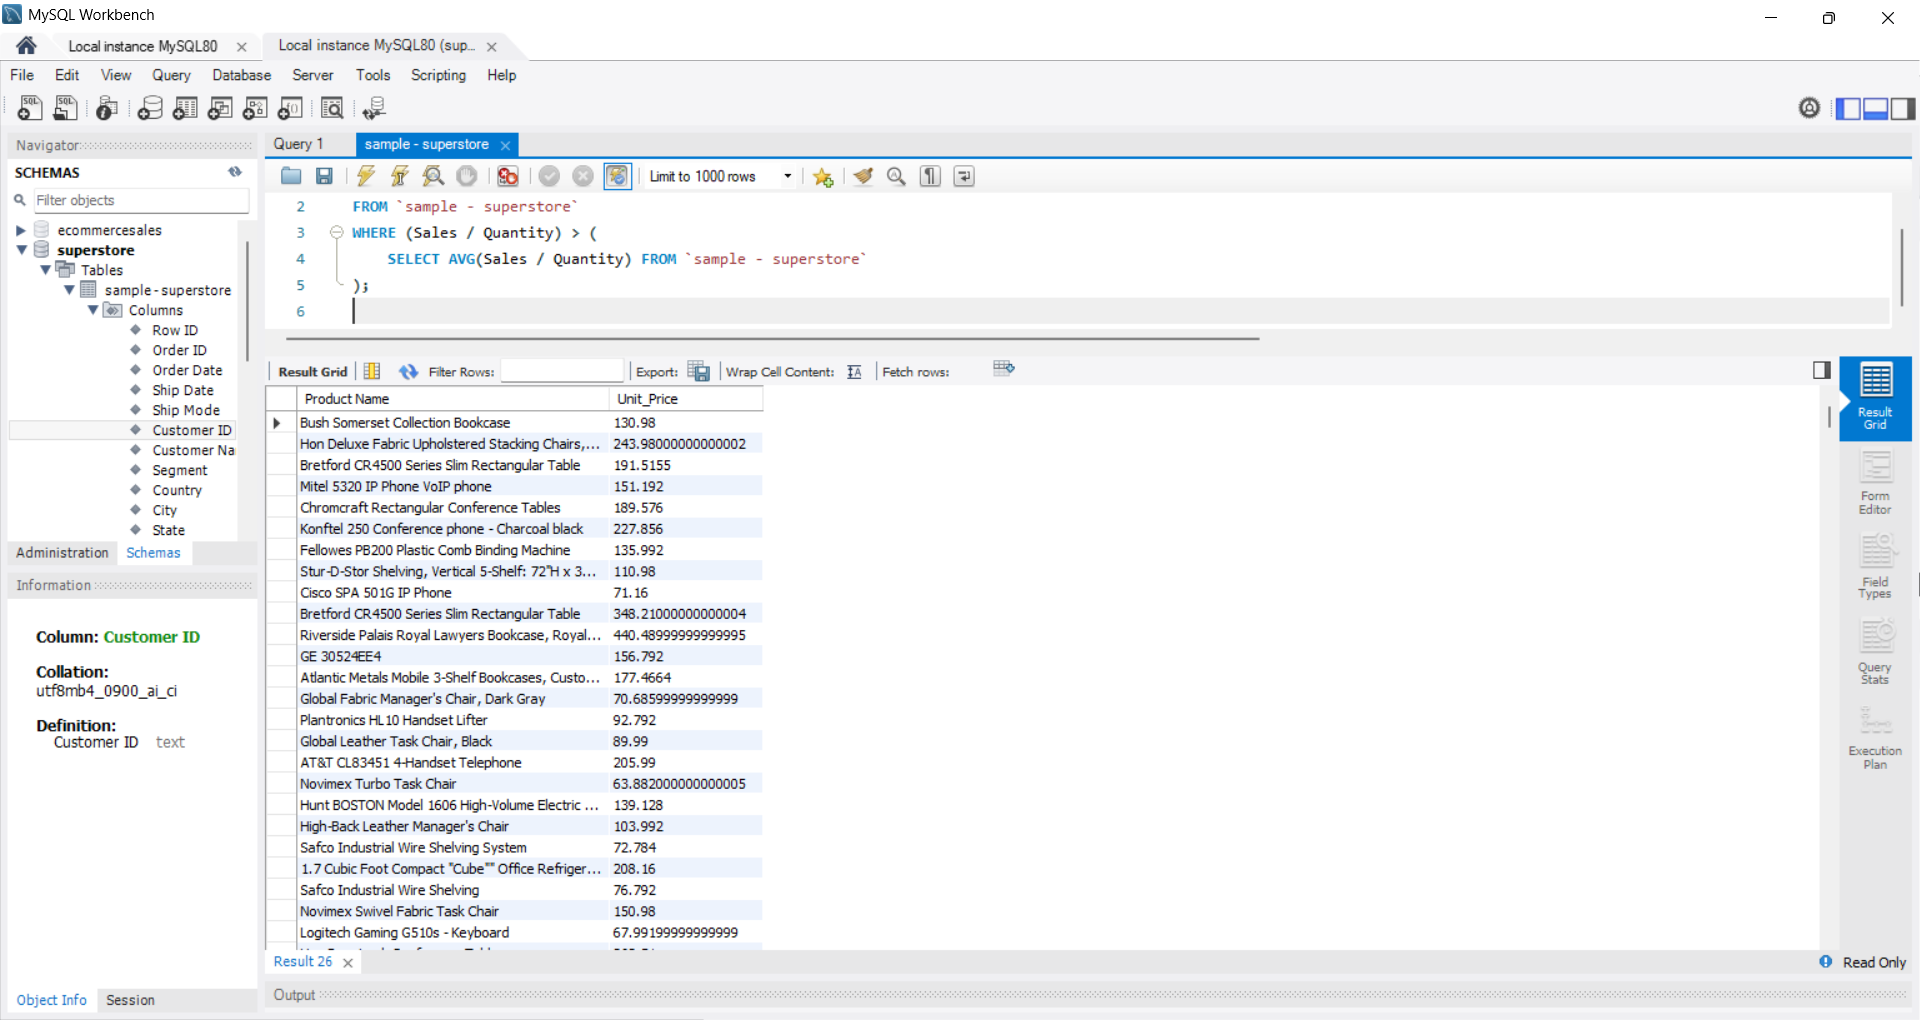 MySQL Workbench
Local instance MySQL80
Local instance MySQL80 (sup...
File Edit View Query Database Server Tools Scripting Help
Navigator
SCHEMAS
Filter objects
ecommercesales
superstore
Tables
sample - superstore
Columns
Row ID
Order ID
Order Date
Ship Date
Ship Mode
Customer ID
Customer Na
Segment
Country
City
State
Administration Schemas
Information
Column: Customer ID
Collation:
utf8mb4_0900_ai_ci
Definition:
Customer ID text
Object Info Session
Query 1
sample - superstore
Limit to 1000 rows
2 FROM `sample - superstore`
3 WHERE (Sales / Quantity) > (
4 SELECT AVG(Sales / Quantity) FROM `sample - superstore`
5 );
6
Result Grid Filter Rows: Export: Wrap Cell Content: Fetch rows:
Product Name Unit_Price
Bush Somerset Collection Bookcase 130.98
Hon Deluxe Fabric Upholstered Stacking Chairs,... 243.98000000000002
Bretford CR4500 Series Slim Rectangular Table 191.5155
Mitel 5320 IP Phone VoIP phone 151.192
Chromcraft Rectangular Conference Tables 189.576
Konftel 250 Conference phone - Charcoal black 227.856
Fellowes PB200 Plastic Comb Binding Machine 135.992
Stur-D-Stor Shelving, Vertical 5-Shelf: 72"H x 3... 110.98
Cisco SPA 501G IP Phone 71.16
Bretford CR4500 Series Slim Rectangular Table 348.21000000000004
Riverside Palais Royal Lawyers Bookcase, Royal... 440.48999999999995
GE 30524EE4 156.792
Atlantic Metals Mobile 3-Shelf Bookcases, Custo... 177.4664
Global Fabric Manager's Chair, Dark Gray 70.68599999999999
Plantronics HL10 Handset Lifter 92.792
Global Leather Task Chair, Black 89.99
AT&T CL83451 4-Handset Telephone 205.99
Novimex Turbo Task Chair 63.882000000000005
Hunt BOSTON Model 1606 High-Volume Electric ... 139.128
High-Back Leather Manager's Chair 103.992
Safco Industrial Wire Shelving System 72.784
1.7 Cubic Foot Compact "Cube"" Office Refriger... 208.16
Safco Industrial Wire Shelving 76.792
Novimex Swivel Fabric Task Chair 150.98
Logitech Gaming G510s - Keyboard 67.99199999999999
Result 26
Read Only
Output
Result
Grid
Form
Editor
Field
Types
Query
Stats
Execution
Plan